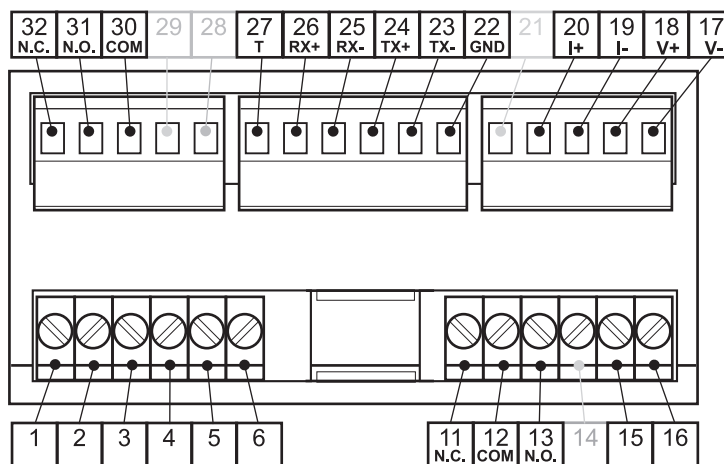 32 31 30 29 28 27 26 25 24 23 22 21 20 19 18 17
N.C. N.O. COM T RX+ RX- TX+ TX- GND I+ I- V+ V-
1 2 3 4 5 6 11 12 13 14 15 16
N.C. COM N.O.